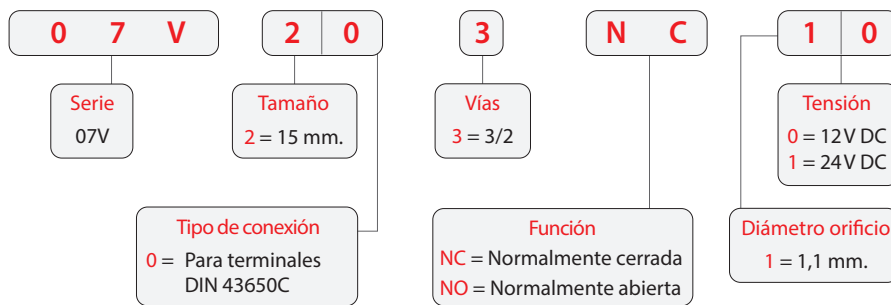 0 7 V 2 0 3 N C 1 0
Serie
07V
Tamaño
2 = 15 mm.
Vías
3 = 3/2
Tensión
0 = 12 V DC
1 = 24 V DC
Tipo de conexión
0 = Para terminales
DIN 43650C
Función
NC = Normalmente cerrada
NO = Normalmente abierta
Diámetro orificio
1 = 1,1 mm.